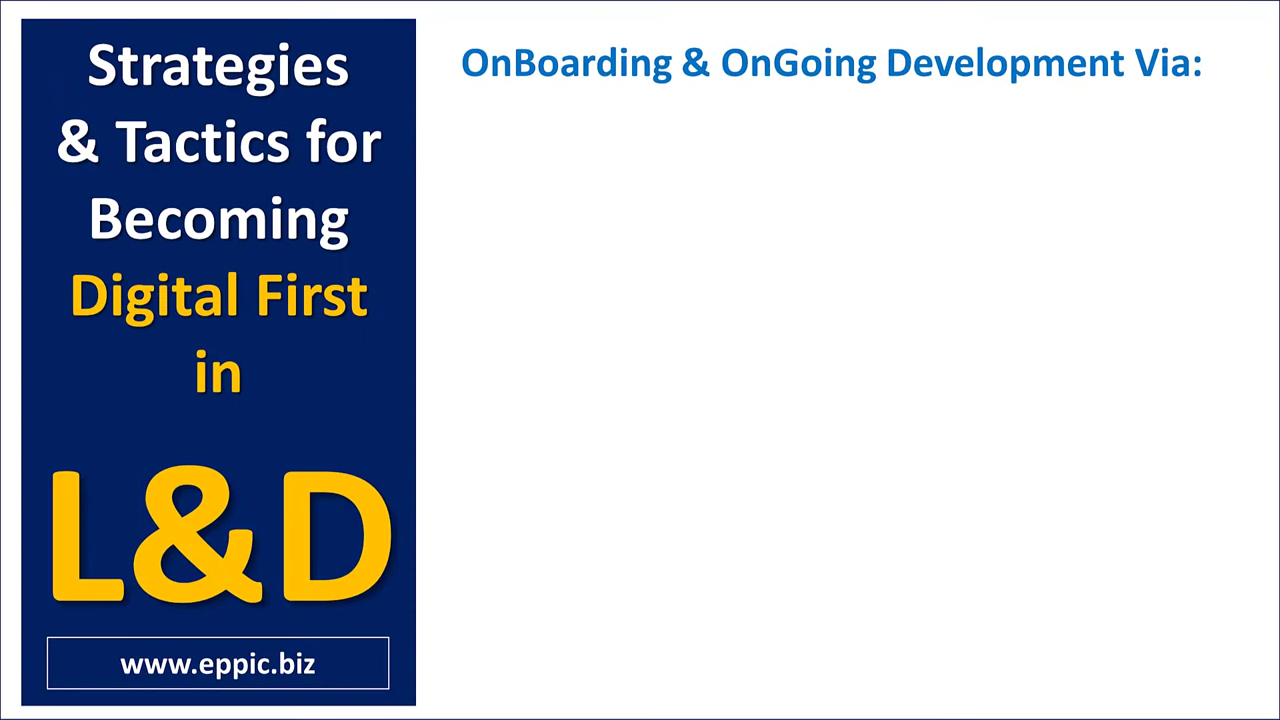 Strategies
& Tactics for
Becoming
Digital First
in
L&D
www.eppic.biz
OnBoarding & OnGoing Development Via: